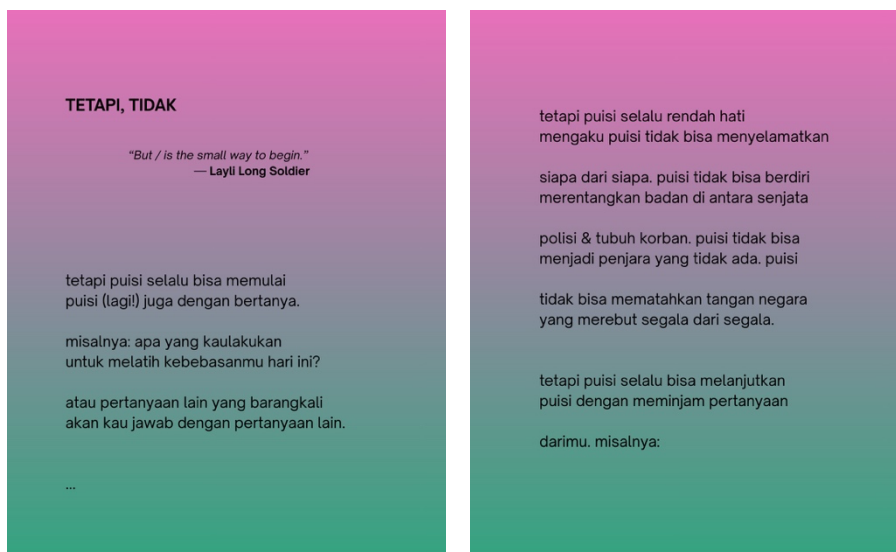 TETAPI, TIDAK
“But / is the small way to begin.”
— Layli Long Soldier
tetapi puisi selalu bisa memulai
puisi (lagi!) juga dengan bertanya.
misalnya: apa yang kaulakukan
untuk melatih kebebasanmu hari ini?
atau pertanyaan lain yang barangkali
akan kau jawab dengan pertanyaan lain.
...
tetapi puisi selalu rendah hati
mengaku puisi tidak bisa menyelamatkan
siapa dari siapa. puisi tidak bisa berdiri
merentangkan badan di antara senjata
polisi & tubuh korban. puisi tidak bisa
menjadi penjara yang tidak ada. puisi
tidak bisa mematahkan tangan negara
yang merebut segala dari segala.
tetapi puisi selalu bisa melanjutkan
puisi dengan meminjam pertanyaan
darimu. misalnya: